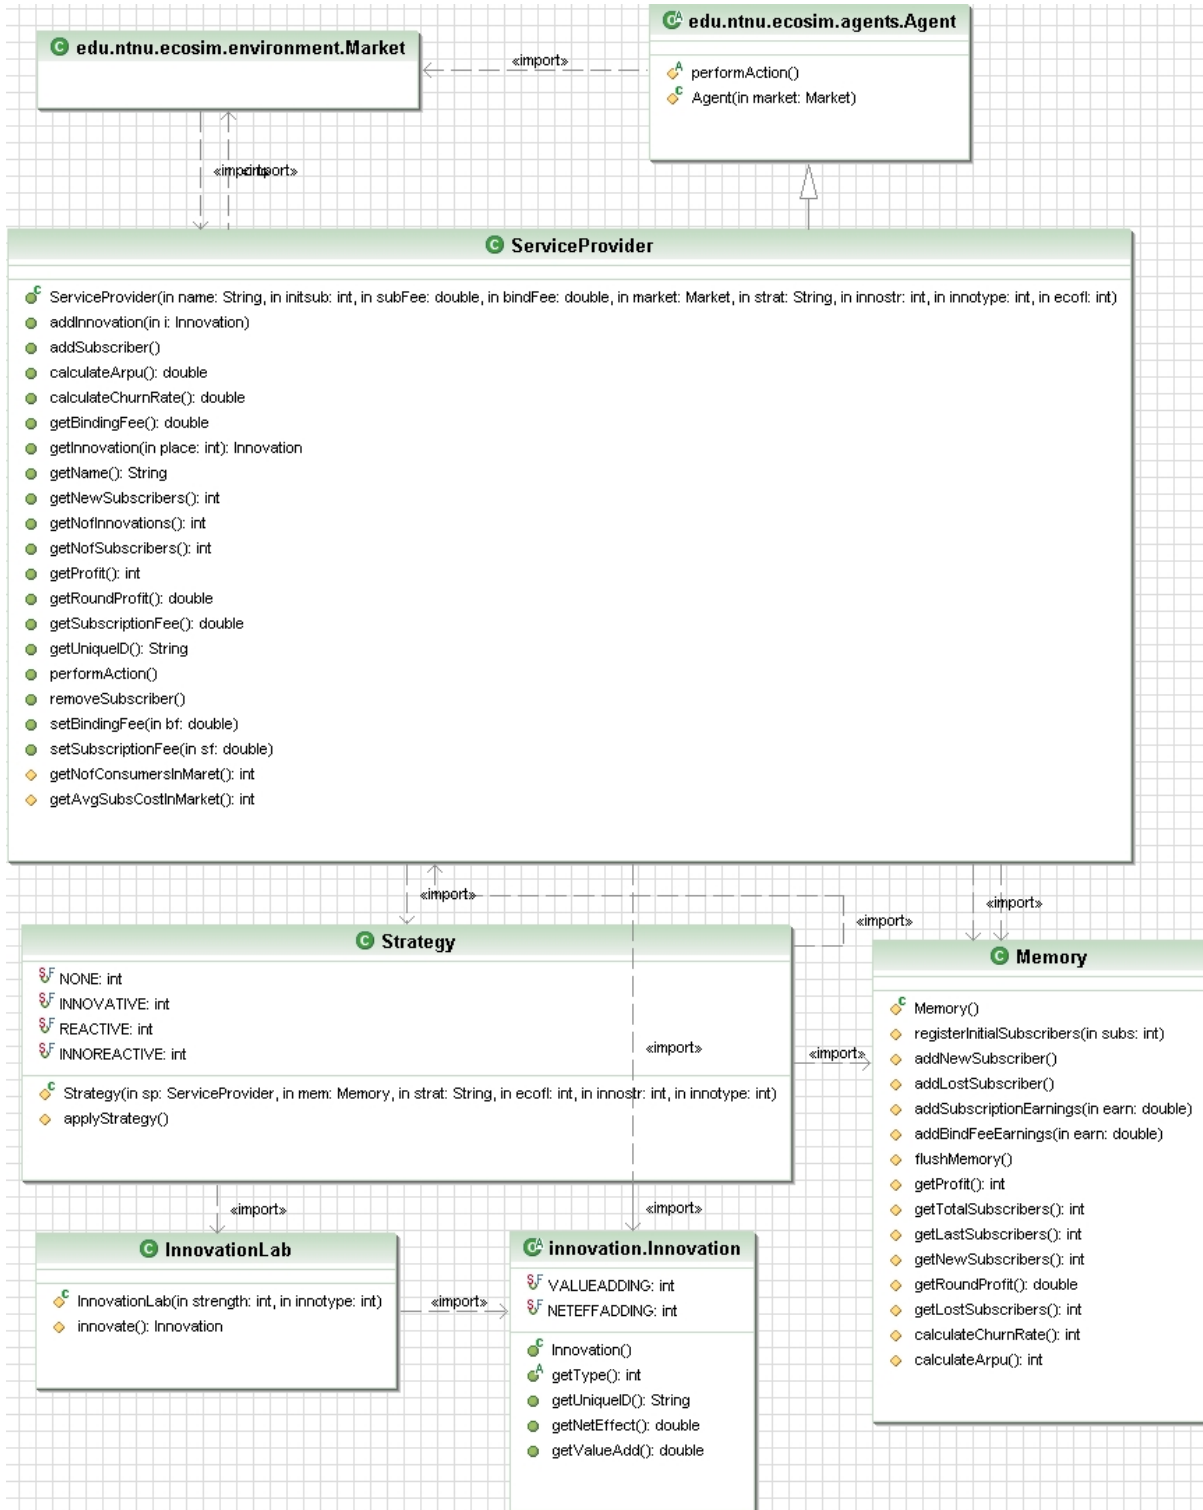 edu.ntnu.ecosim.agents.Agent
edu.ntnu.ecosim.environment.Market
«import»
performAction()
Agent(in market: Market)
«import»
«import»
ServiceProvider
ServiceProvider(in name: String, in initsub: int, in subFee: double, in bindFee: double, in market: Market, in strat: String, in innostr: int, in innotype: int, in ecofl: int)
addInnovation(in i: Innovation)
addSubscriber()
calculateArpu(): double
calculateChurnRate(): double
getBindingFee(): double
getInnovation(in place: int): Innovation
getName(): String
getNewSubscribers(): int
getNofInnovations(): int
getNofSubscribers(): int
getProfit(): int
getRoundProfit(): double
getSubscriptionFee(): double
getUniqueID(): String
performAction()
removeSubscriber()
setBindingFee(in bf: double)
setSubscriptionFee(in sf: double)
getNofConsumersInMaret(): int
getAvgSubsCostInMarket(): int
«import»
«import»
«import»
Strategy
NONE: int
INNOVATIVE: int
REACTIVE: int
INNOREACTIVE: int
Strategy(in sp: ServiceProvider, in mem: Memory, in strat: String, in ecofl: int, in innostr: int, in innotype: int)
applyStrategy()
«import»
«import»
Memory
Memory()
registerInitialSubscribers(in subs: int)
addNewSubscriber()
addLostSubscriber()
addSubscriptionEarnings(in earn: double)
addBindFeeEarnings(in earn: double)
flushMemory()
getProfit(): int
getTotalSubscribers(): int
getLastSubscribers(): int
getNewSubscribers(): int
getRoundProfit(): double
getLostSubscribers(): int
calculateChurnRate(): int
calculateArpu(): int
«import»
«import»
InnovationLab
InnovationLab(in strength: int, in innotype: int)
innovate(): Innovation
«import»
innovation.Innovation
VALUEADDING: int
NETEFFADDING: int
Innovation()
getType(): int
getUniqueID(): String
getNetEffect(): double
getValueAdd(): double